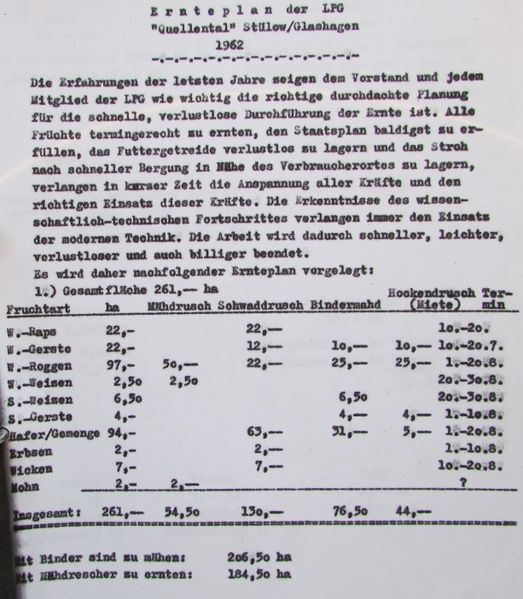 Ernteplan der LPG
"Quellental" Stülow/Glashagen
1962
Die Erfahrungen der letsten Jahre zeigen dem Vorstand und jedem
Mitglied der LPG wie wichtig die richtige durchdachte Planung
für die schnelle, verlustlose Durchführung der Ernte ist. Alle
Früchte termingerecht zu ernten, den Staatsplan baldigst zu er-
füllen, das Futtergetreide verlustlos zu lagern und das Stroh
nach schneller Bergung in Nähe des Verbraucherortes zu lagern,
verlangen in kurzer Zeit die Anspannung aller Kräfte und den
richtigen Einsatz dieser Kräfte. Die Erkenntnisse des wissen-
schaftlich-technischen Fortschrittes verlangen immer den Einsatz
der modernen Technik. Die Arbeit wird dadurch schneller, leichter,
verlustloser und auch billiger beendet.
Es wird daher nachfolgender Ernteplan vorgelegt:
1.) Gesamtfläche 261,-- ha
Hockendrusch Ter-
Fruchtart ha Mähdrusch Schwaddrusch Bindermahd (Miete) min
W.-Raps 22,- 22,-- 10.-20.
W.-Gerste 22,- 12,-- 10,-- 10,-- 10.-20.7.
W.-Roggen 97,- 50,-- 22,-- 25,-- 25,-- 1.-20.8.
W.-Weizen 2,50 2,50 20.-30.8.
S.-Weizen 6,50 6,50 20.-30.8.
S.-Gerste 4,- 4,-- 4,-- 1.-10.8.
Hafer/Gemenge 94,- 63,-- 31,-- 5,-- 1.-20.8.
Erbsen 2,- 2,-- 1.-10.8.
Wicken 7,- 7,-- 10.-20.8.
Mohn 2,- 2,-- ?
Insgesamt: 261,-- 54,50 130,-- 76,50 44,--
Mit Binder sind zu mähen: 206,50 ha
Mit Mähdrescher zu ernten: 184,50 ha